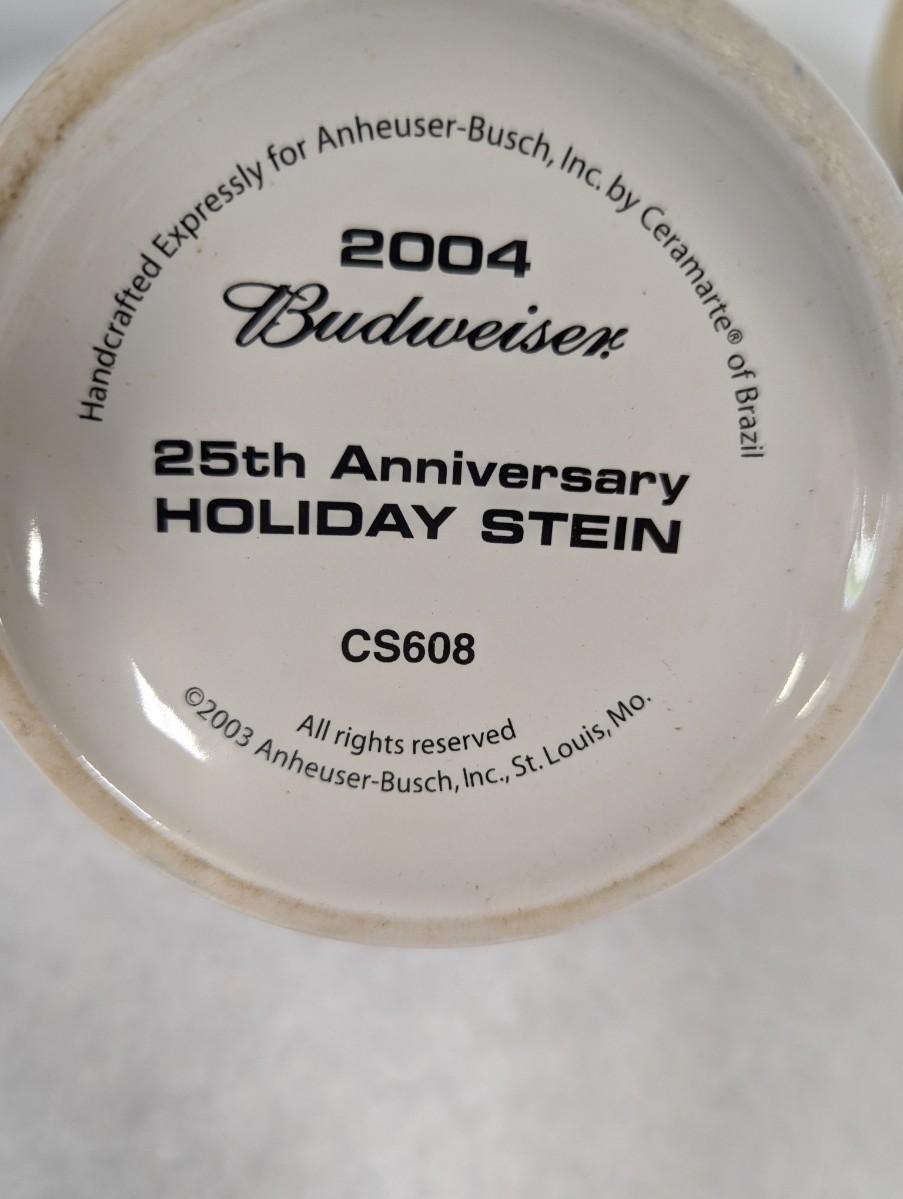 Handcrafted Expressly for Anheuser-Busch, Inc. by Ceramarte® of Brazil
2004
Budweiser
25th Anniversary
HOLIDAY STEIN
CS608
All rights reserved
©2003 Anheuser-Busch, Inc., St. Louis, Mo.